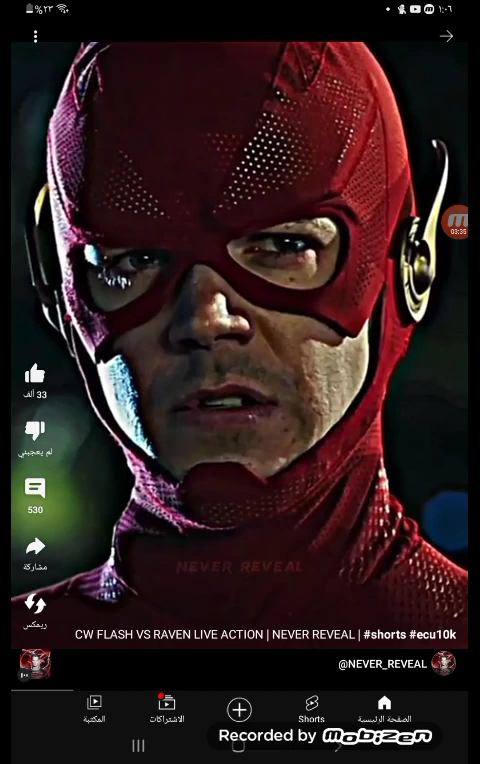 ٢٣%
١:٠٦
03:35
33 ألف
لم يعجبني
530
مشاركة
ريمكس
NEVER REVEAL
CW FLASH VS RAVEN LIVE ACTION | NEVER REVEAL | #shorts #ecu10k
@NEVER_REVEAL
الصفحة الرئيسية
Shorts
الاشتراكات
المكتبة
Recorded by mobizen